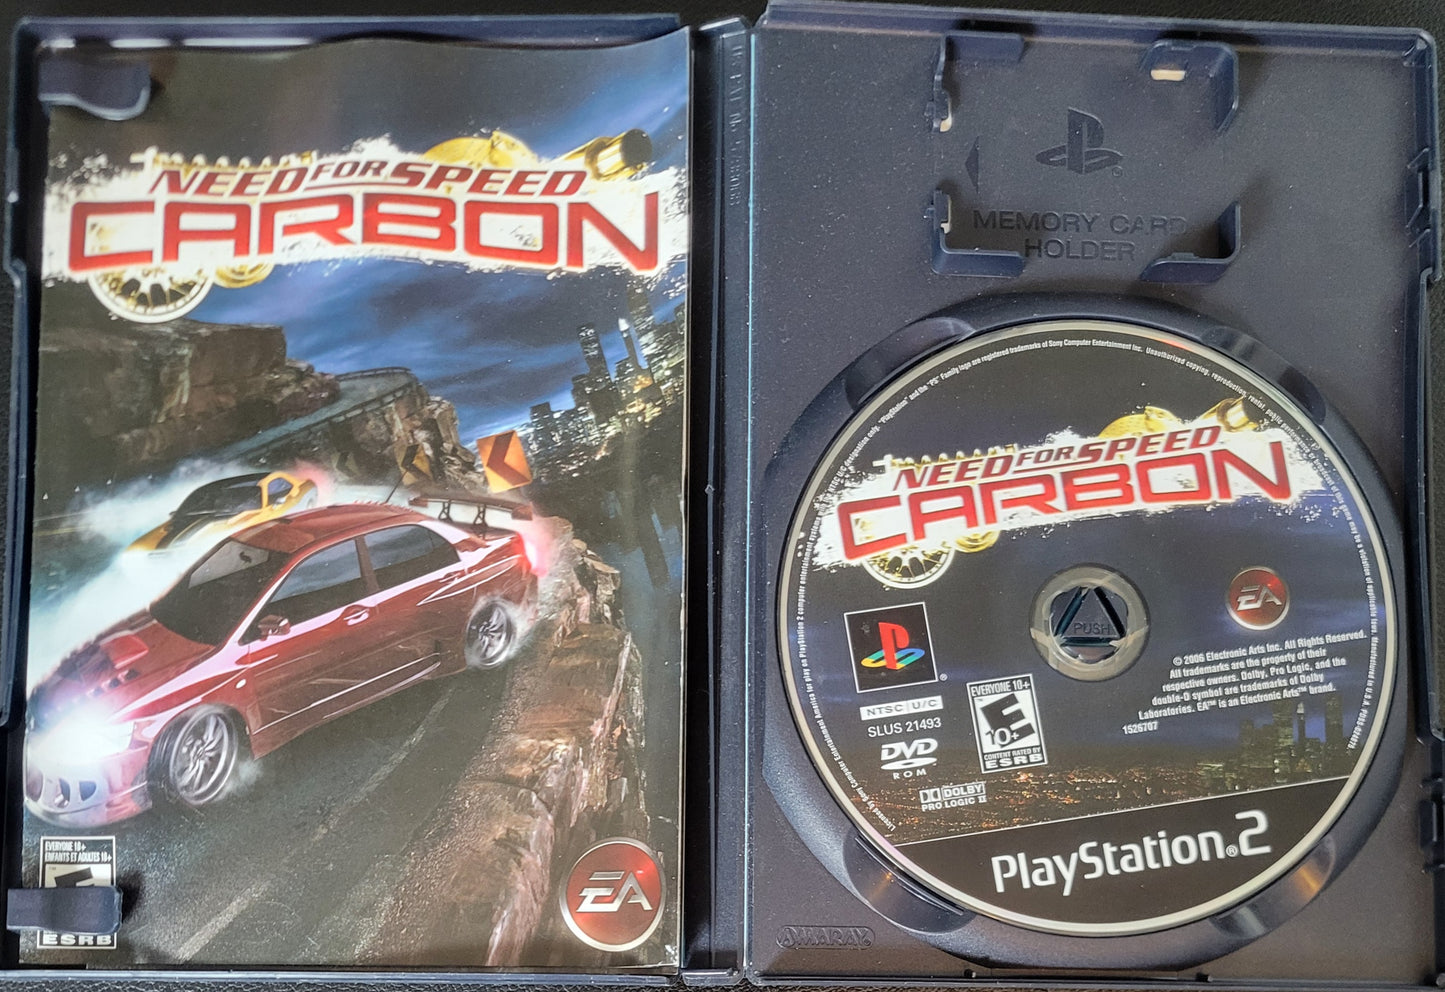 NEED FOR SPEED
CARBON
EVERYONE 10+
ENFANTS ET ADULTES 10+
ESRB
EA
MEMORY CARD
HOLDER
NEED FOR SPEED
CARBON
EA
PUSH
NTSC U/C
SLUS 21493
DVD
ROM
DOLBY
PRO LOGIC II
EVERYONE 10+
E
10+
CONTENT RATED BY
ESRB
© 2006 Electronic Arts Inc. All Rights Reserved.
All trademarks are the property of their
respective owners. Dolby, Pro Logic, and the
double-D symbol are trademarks of Dolby
Laboratories. EA™ is an Electronic Arts™ brand.
1526707
PlayStation®2
AMARAY